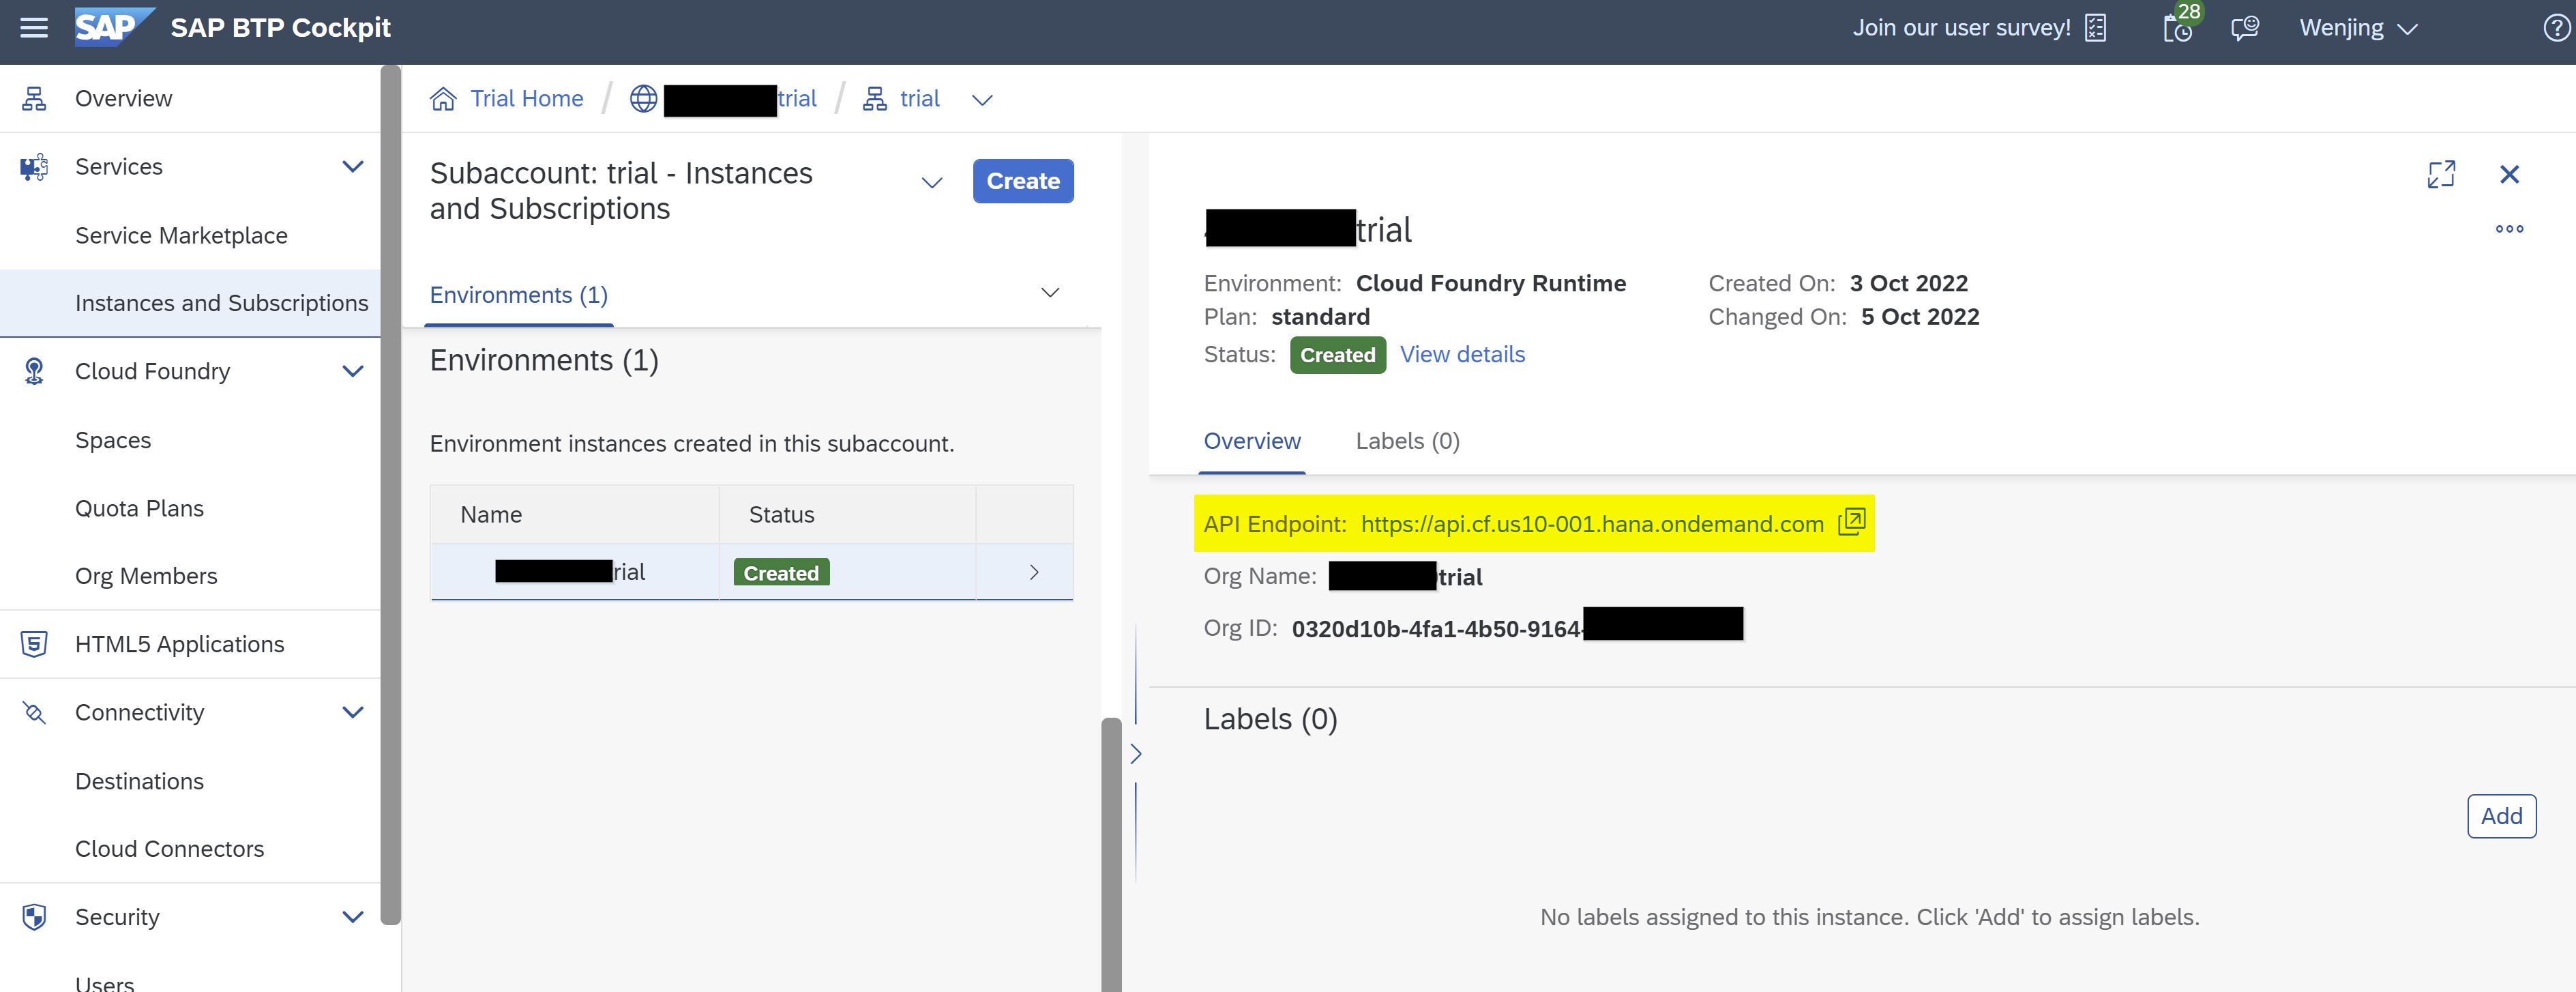 SAP SAP BTP Cockpit
Join our user survey! 28 Wenjing
Overview
Services
Service Marketplace
Instances and Subscriptions
Cloud Foundry
Spaces
Quota Plans
Org Members
HTML5 Applications
Connectivity
Destinations
Cloud Connectors
Security
Users
Trial Home / trial / trial
Subaccount: trial - Instances
and Subscriptions
Create
Environments (1)
Environments (1)
Environment instances created in this subaccount.
Name Status
rial Created
trial
Environment: Cloud Foundry Runtime Created On: 3 Oct 2022
Plan: standard Changed On: 5 Oct 2022
Status: Created View details
Overview Labels (0)
API Endpoint: https://api.cf.us10-001.hana.ondemand.com
Org Name: trial
Org ID: 0320d10b-4fa1-4b50-9164-
Labels (0)
Add
No labels assigned to this instance. Click 'Add' to assign labels.